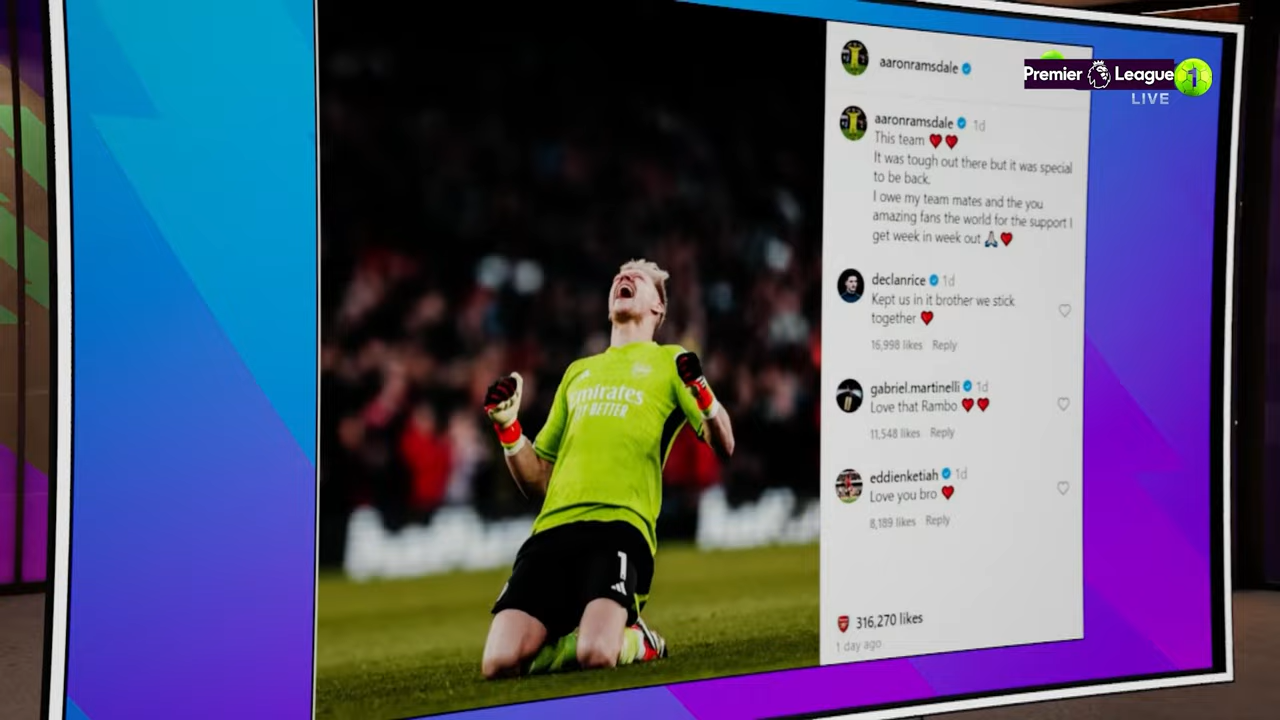 aaronramsdale
Premier League 1
LIVE
aaronramsdale 1d
This team ❤️❤️
It was tough out there but it was special
to be back.
I owe my team mates and the you
amazing fans the world for the support I
get week in week out 🙏❤️
declanrice 1d
Kept us in it brother we stick
together ❤️
16,998 likes Reply
gabriel.martinelli 1d
Love that Rambo ❤️❤️
11,548 likes Reply
eddienketiah 1d
Love you bro ❤️
8,189 likes Reply
316,270 likes
1 day ago
Emirates
FLY BETTER
1